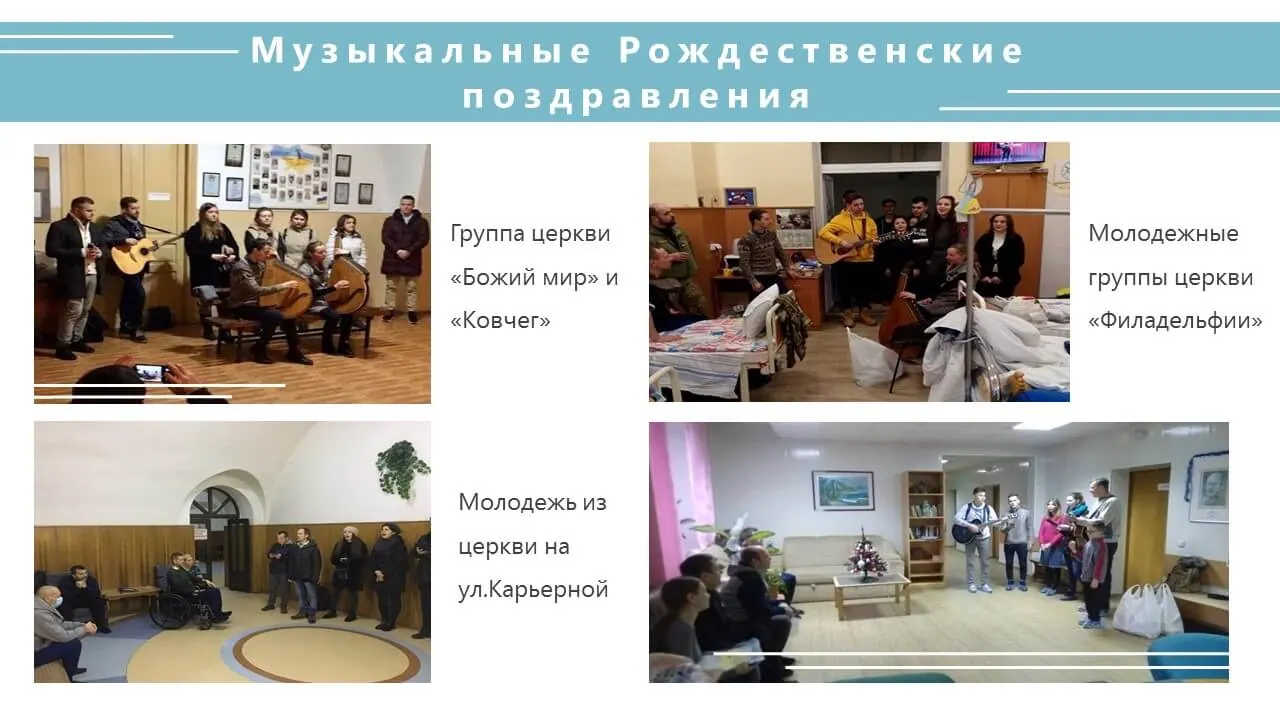 Музыкальные Рождественские
поздравления
Группа церкви
«Божий мир» и
«Ковчег»
Молодежные
группы церкви
«Филадельфии»
Молодежь из
церкви на
ул.Карьерной